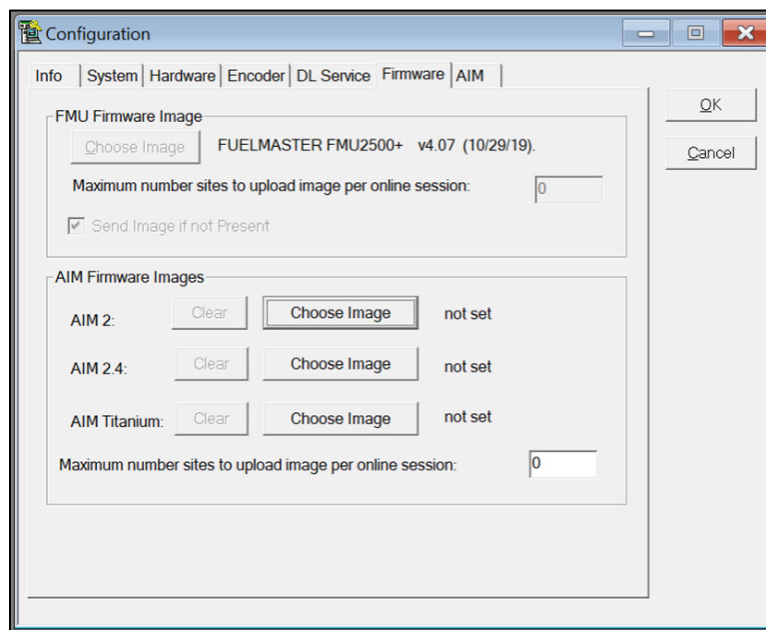 Configuration
Info System Hardware Encoder DL Service Firmware AIM
OK
Cancel
FMU Firmware Image
Choose Image FUELMASTER FMU2500+ v4.07 (10/29/19).
Maximum number sites to upload image per online session: 0
Send Image if not Present
AIM Firmware Images
AIM 2: Clear Choose Image not set
AIM 2.4: Clear Choose Image not set
AIM Titanium: Clear Choose Image not set
Maximum number sites to upload image per online session: 0